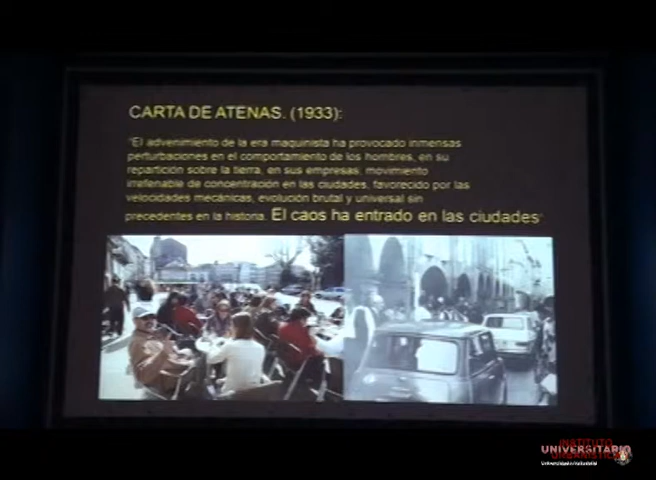 CARTA DE ATENAS. (1933):
"El advenimiento de la era maquinista ha provocado inmensas
perturbaciones en el comportamiento de los hombres, en su
repartición sobre la tierra, en sus empresas; movimiento
irrefenable de concentración en las ciudades, favorecido por las
velocidades mecánicas, evolución brutal y universal sin
precedentes en la historia. El caos ha entrado en las ciudades"
INSTITUTO
UNIVERSITARIO
Universidad Valladolid